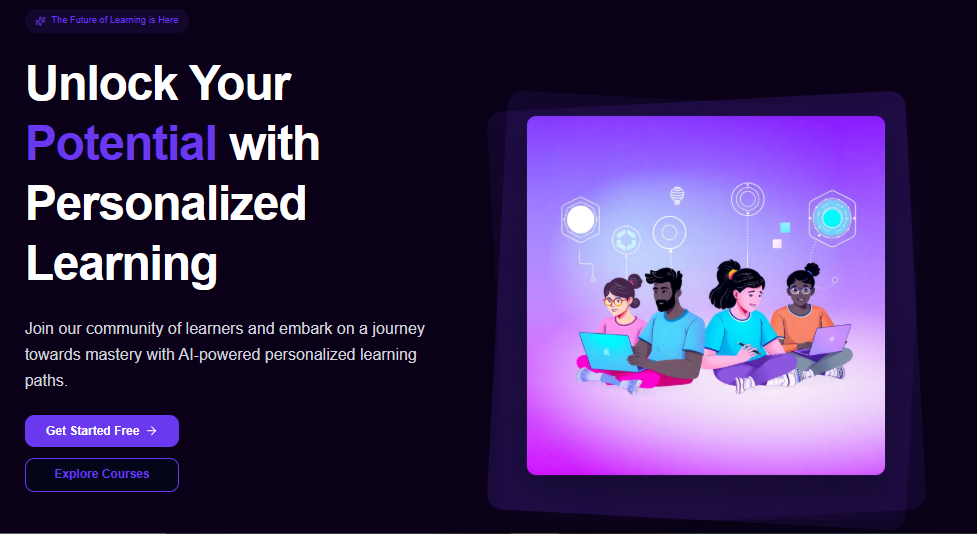 The Future of Learning is Here
Unlock Your
Potential with
Personalized
Learning
Join our community of learners and embark on a journey
towards mastery with AI-powered personalized learning
paths.
Get Started Free →
Explore Courses